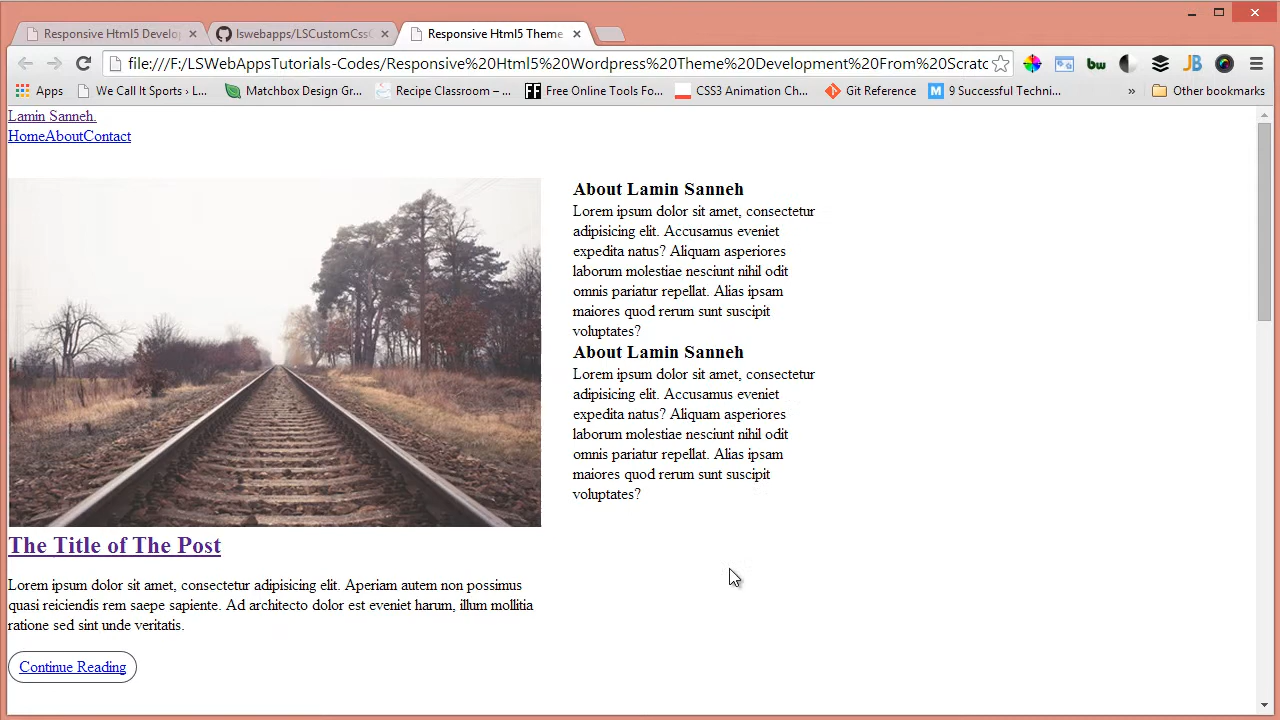 Responsive Html5 Develo
lswebapps/LSCustomCss
Responsive Html5 Theme
file:///F:/LSWebAppsTutorials-Codes/Responsive%20Html5%20Wordpress%20Theme%20Development%20From%20Scratc
bw
JB
Apps
We Call It Sports › L...
Matchbox Design Gr...
Recipe Classroom – ...
FF
Free Online Tools Fo...
CSS3 Animation Ch...
Git Reference
M
9 Successful Techni...
»
Other bookmarks
Lamin Sanneh.
HomeAboutContact
About Lamin Sanneh
Lorem ipsum dolor sit amet, consectetur
adipisicing elit. Accusamus eveniet
expedita natus? Aliquam asperiores
laborum molestiae nesciunt nihil odit
omnis pariatur repellat. Alias ipsam
maiores quod rerum sunt suscipit
voluptates?
About Lamin Sanneh
Lorem ipsum dolor sit amet, consectetur
adipisicing elit. Accusamus eveniet
expedita natus? Aliquam asperiores
laborum molestiae nesciunt nihil odit
omnis pariatur repellat. Alias ipsam
maiores quod rerum sunt suscipit
voluptates?
The Title of The Post
Lorem ipsum dolor sit amet, consectetur adipisicing elit. Aperiam autem non possimus
quasi reiciendis rem saepe sapiente. Ad architecto dolor est eveniet harum, illum mollitia
ratione sed sint unde veritatis.
Continue Reading